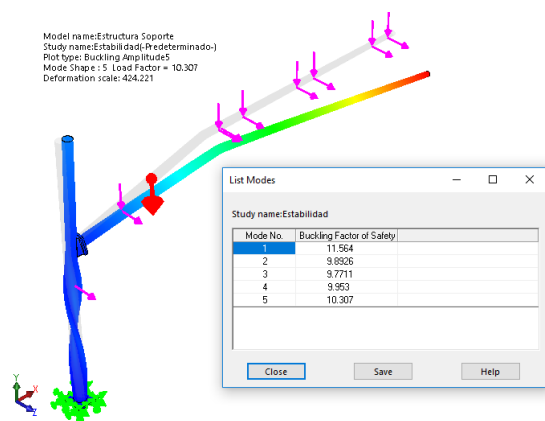 Model name:Estructura Soporte
Study name:Estabilidad(-Predeterminado-)
Plot type: Buckling Amplitude5
Mode Shape : 5 Load Factor = 10.307
Deformation scale: 424.221
List Modes
Study name:Estabilidad
Mode No. Buckling Factor of Safety
1 11.564
2 9.8926
3 9.7711
4 9.953
5 10.307
Close Save Help
Y
X
Z